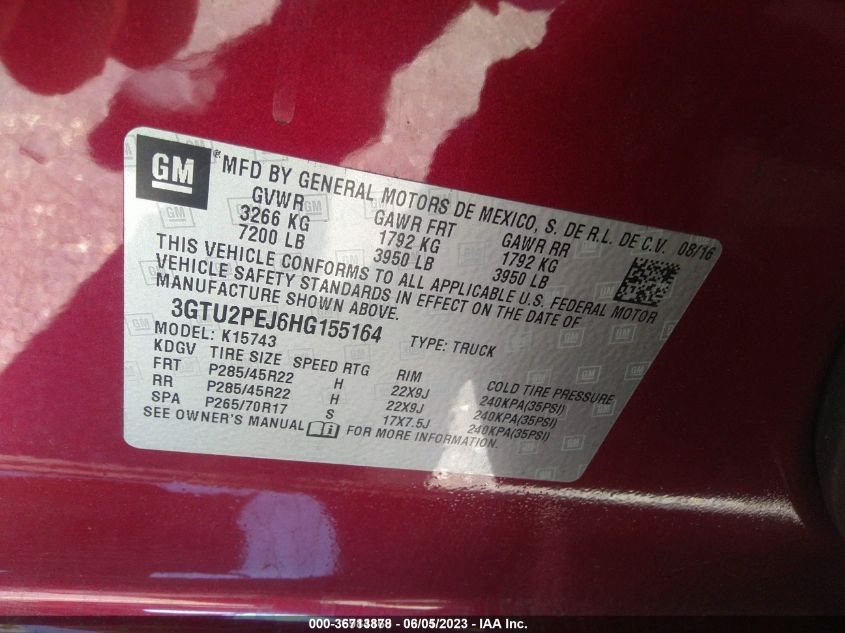 GM
® MFD BY GENERAL MOTORS DE MEXICO, S. DE R.L. DE C.V. 08/16
GVWR GAWR FRT GAWR RR
3266 KG 1792 KG 1792 KG
7200 LB 3950 LB 3950 LB
THIS VEHICLE CONFORMS TO ALL APPLICABLE U.S. FEDERAL MOTOR
VEHICLE SAFETY STANDARDS IN EFFECT ON THE DATE OF
MANUFACTURE SHOWN ABOVE.
3GTU2PEJ6HG155164 TYPE: TRUCK
MODEL: K15743
KDGV TIRE SIZE SPEED RTG RIM COLD TIRE PRESSURE
FRT P285/45R22 H 22X9J 240KPA(35PSI)
RR P285/45R22 H 22X9J 240KPA(35PSI)
SPA P265/70R17 S 17X7.5J 240KPA(35PSI)
SEE OWNER'S MANUAL FOR MORE INFORMATION.
000-36713878 - 06/05/2023 - IAA Inc.